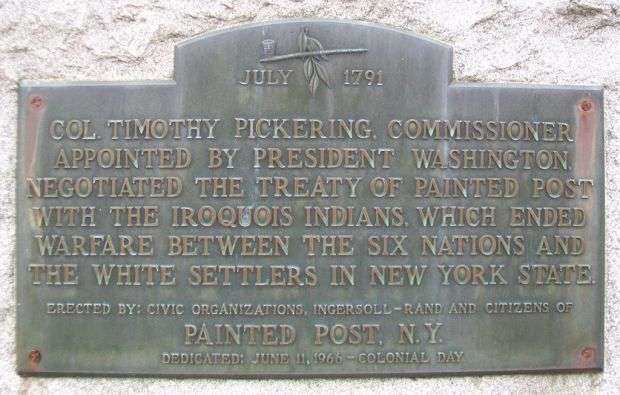 JULY 1791
COL. TIMOTHY PICKERING, COMMISSIONER
APPOINTED BY PRESIDENT WASHINGTON
NEGOTIATED THE TREATY OF PAINTED POST
WITH THE IROQUOIS INDIANS, WHICH ENDED
WARFARE BETWEEN THE SIX NATIONS AND
THE WHITE SETTLERS IN NEW YORK STATE.
ERECTED BY: CIVIC ORGANIZATIONS, INGERSOLL-RAND AND CITIZENS OF
PAINTED POST, N.Y.
DEDICATED: JUNE 11, 1966 - COLONIAL DAY